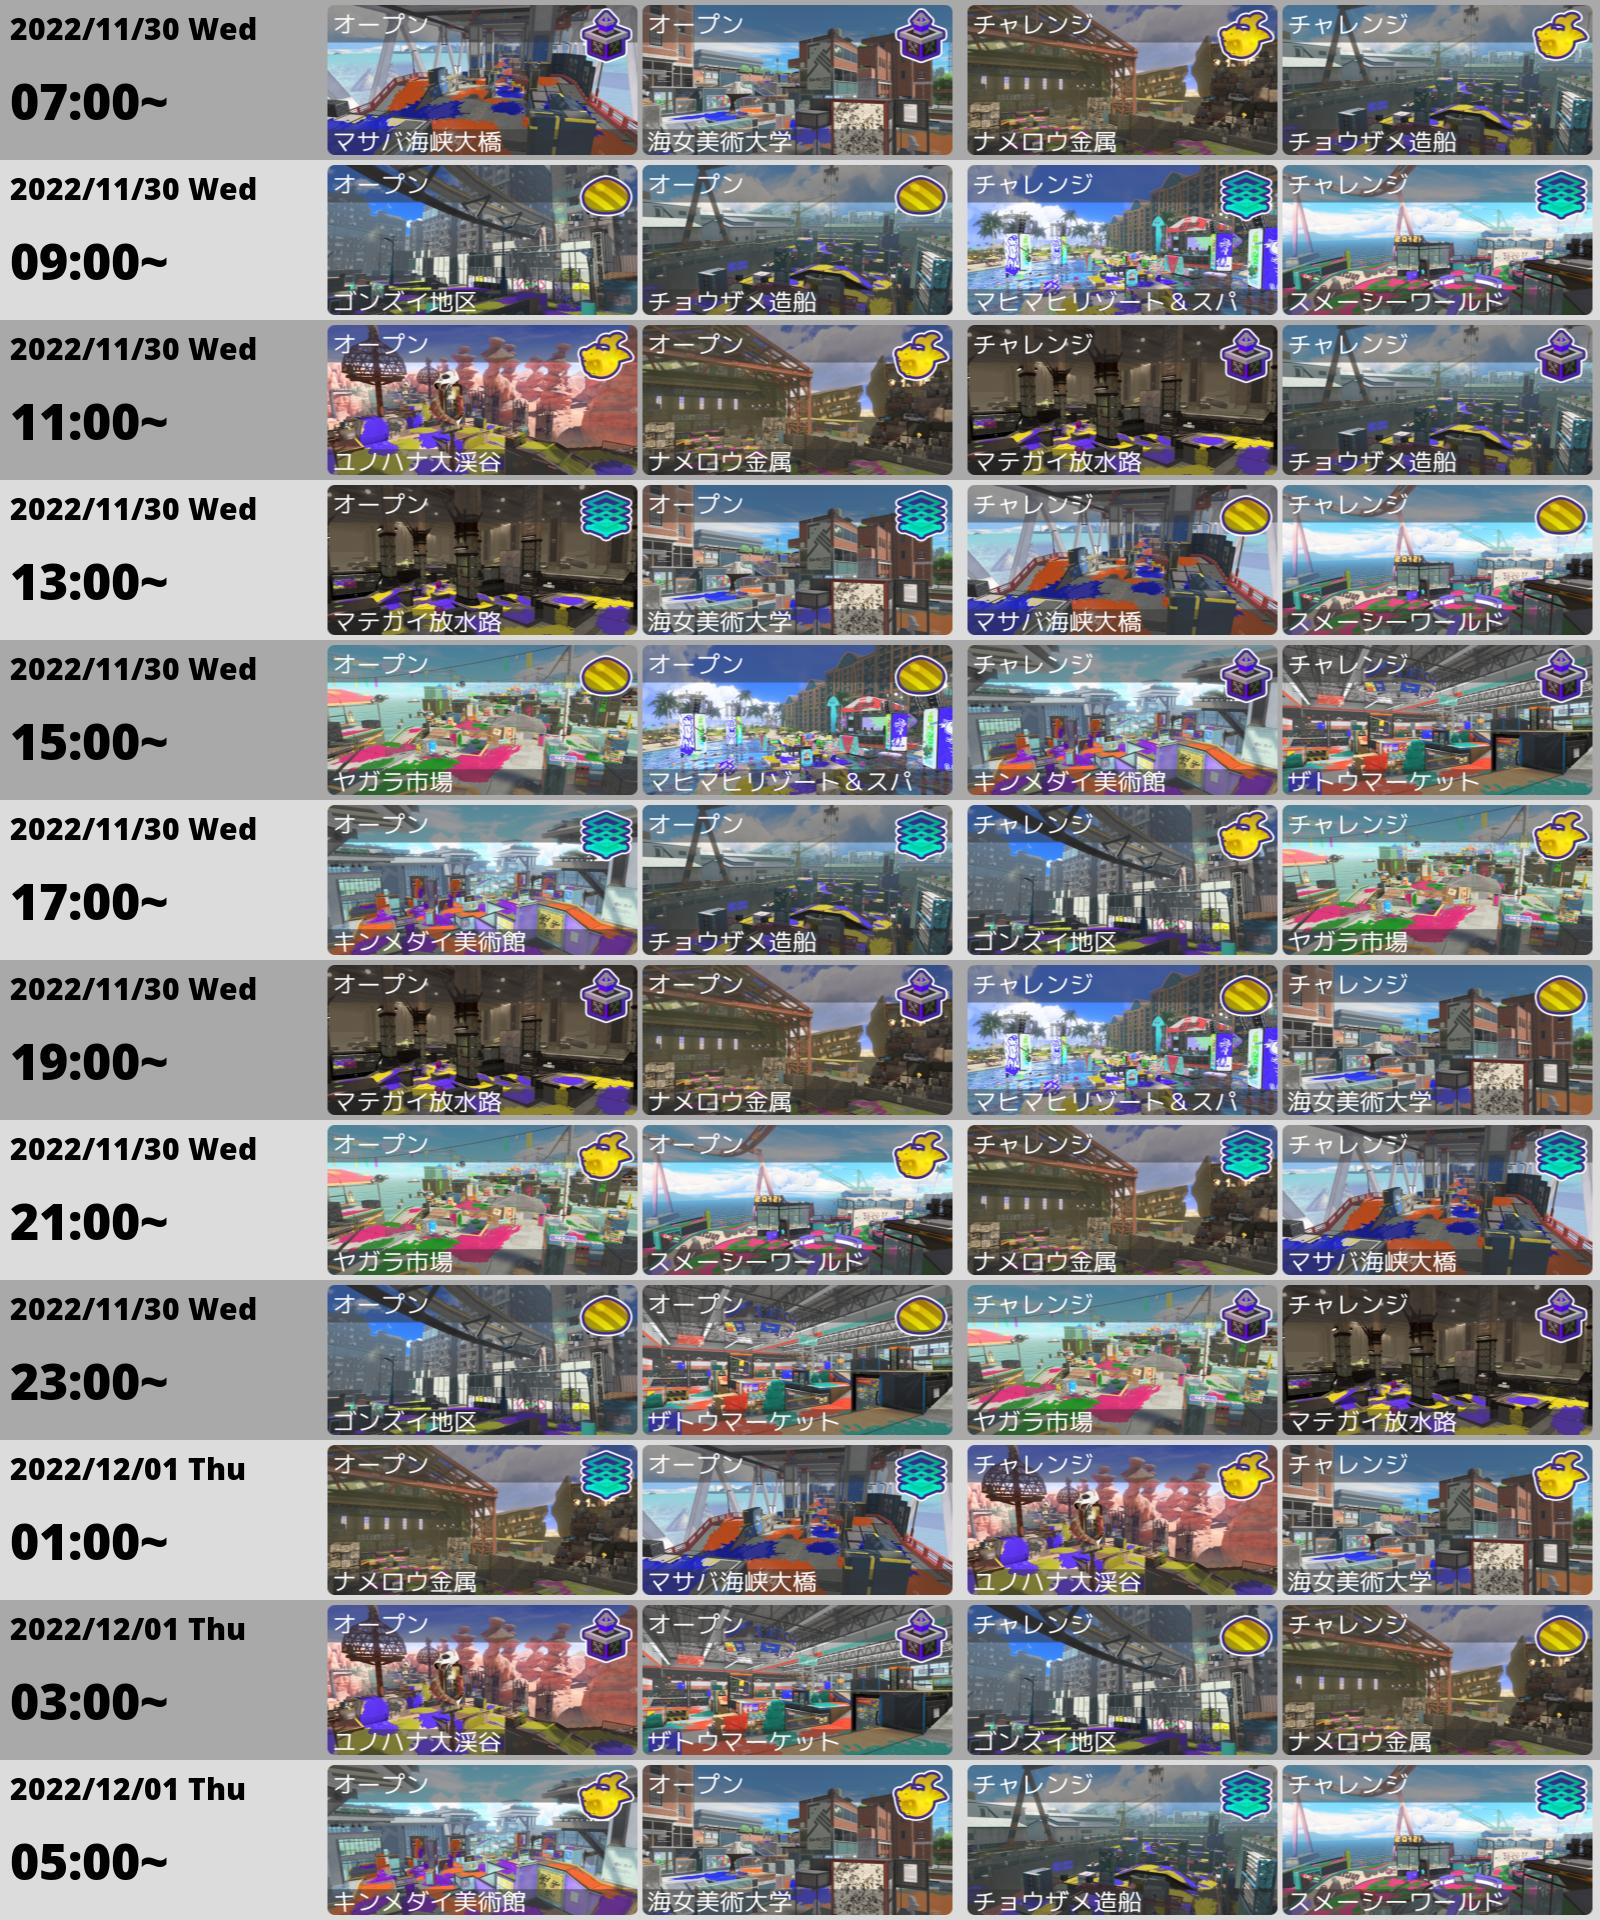 2022/11/30 Wed
07:00~
オープン
マサバ海峡大橋
オープン
海女美術大学
チャレンジ
ナメロウ金属
チャレンジ
チョウザメ造船
2022/11/30 Wed
09:00~
オープン
ゴンズイ地区
オープン
チョウザメ造船
チャレンジ
マヒマヒリゾート＆スパ
チャレンジ
スメーシーワールド
2022/11/30 Wed
11:00~
オープン
ユノハナ大渓谷
オープン
ナメロウ金属
チャレンジ
マテガイ放水路
チャレンジ
チョウザメ造船
2022/11/30 Wed
13:00~
オープン
マテガイ放水路
オープン
海女美術大学
チャレンジ
マサバ海峡大橋
チャレンジ
スメーシーワールド
2022/11/30 Wed
15:00~
オープン
ヤガラ市場
オープン
マヒマヒリゾート＆スパ
チャレンジ
キンメダイ美術館
チャレンジ
ザトウマーケット
2022/11/30 Wed
17:00~
オープン
キンメダイ美術館
オープン
チョウザメ造船
チャレンジ
ゴンズイ地区
チャレンジ
ヤガラ市場
2022/11/30 Wed
19:00~
オープン
マテガイ放水路
オープン
ナメロウ金属
チャレンジ
マヒマヒリゾート＆スパ
チャレンジ
海女美術大学
2022/11/30 Wed
21:00~
オープン
ヤガラ市場
オープン
スメーシーワールド
チャレンジ
ナメロウ金属
チャレンジ
マサバ海峡大橋
2022/11/30 Wed
23:00~
オープン
ゴンズイ地区
オープン
ザトウマーケット
チャレンジ
ヤガラ市場
チャレンジ
マテガイ放水路
2022/12/01 Thu
01:00~
オープン
ナメロウ金属
オープン
マサバ海峡大橋
チャレンジ
ユノハナ大渓谷
チャレンジ
海女美術大学
2022/12/01 Thu
03:00~
オープン
ユノハナ大渓谷
オープン
ザトウマーケット
チャレンジ
ゴンズイ地区
チャレンジ
ナメロウ金属
2022/12/01 Thu
05:00~
オープン
キンメダイ美術館
オープン
海女美術大学
チャレンジ
チョウザメ造船
チャレンジ
スメーシーワールド